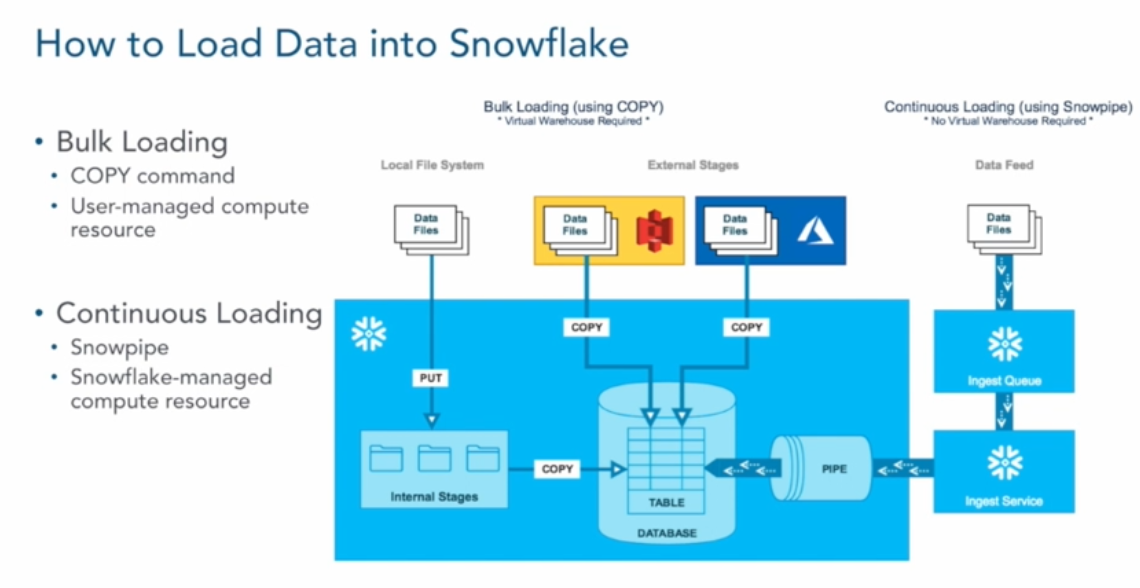 How to Load Data into Snowflake
• Bulk Loading
• COPY command
• User-managed compute
resource
• Continuous Loading
• Snowpipe
• Snowflake-managed
compute resource
Bulk Loading (using COPY)
* Virtual Warehouse Required *
Continuous Loading (using Snowpipe)
* No Virtual Warehouse Required *
Local File System
External Stages
Data Feed
Data
Files
Data
Files
Data
Files
Data
Files
COPY
COPY
PUT
Ingest Queue
Internal Stages
COPY
TABLE
DATABASE
PIPE
Ingest Service